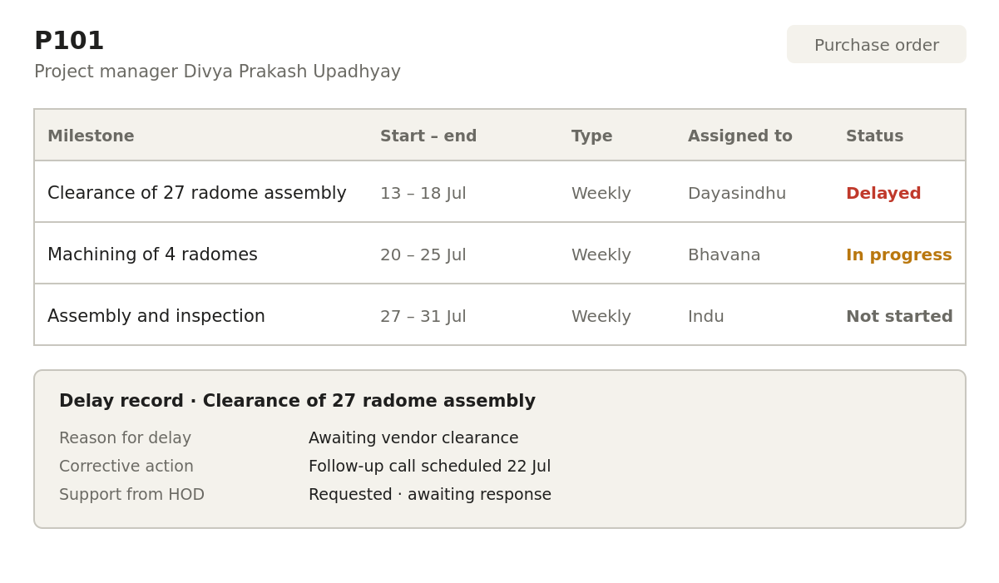 P101
Purchase order
Project manager Divya Prakash Upadhyay
Milestone Start – end Type Assigned to Status
Clearance of 27 radome assembly 13 – 18 Jul Weekly Dayasindhu Delayed
Machining of 4 radomes 20 – 25 Jul Weekly Bhavana In progress
Assembly and inspection 27 – 31 Jul Weekly Indu Not started
Delay record · Clearance of 27 radome assembly
Reason for delay Awaiting vendor clearance
Corrective action Follow-up call scheduled 22 Jul
Support from HOD Requested · awaiting response